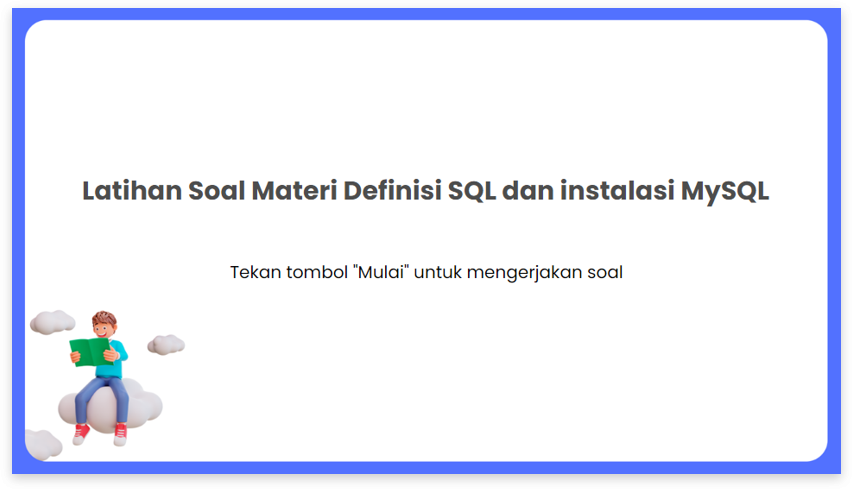 Latihan Soal Materi Definisi SQL dan instalasi MySQL
Tekan tombol "Mulai" untuk mengerjakan soal